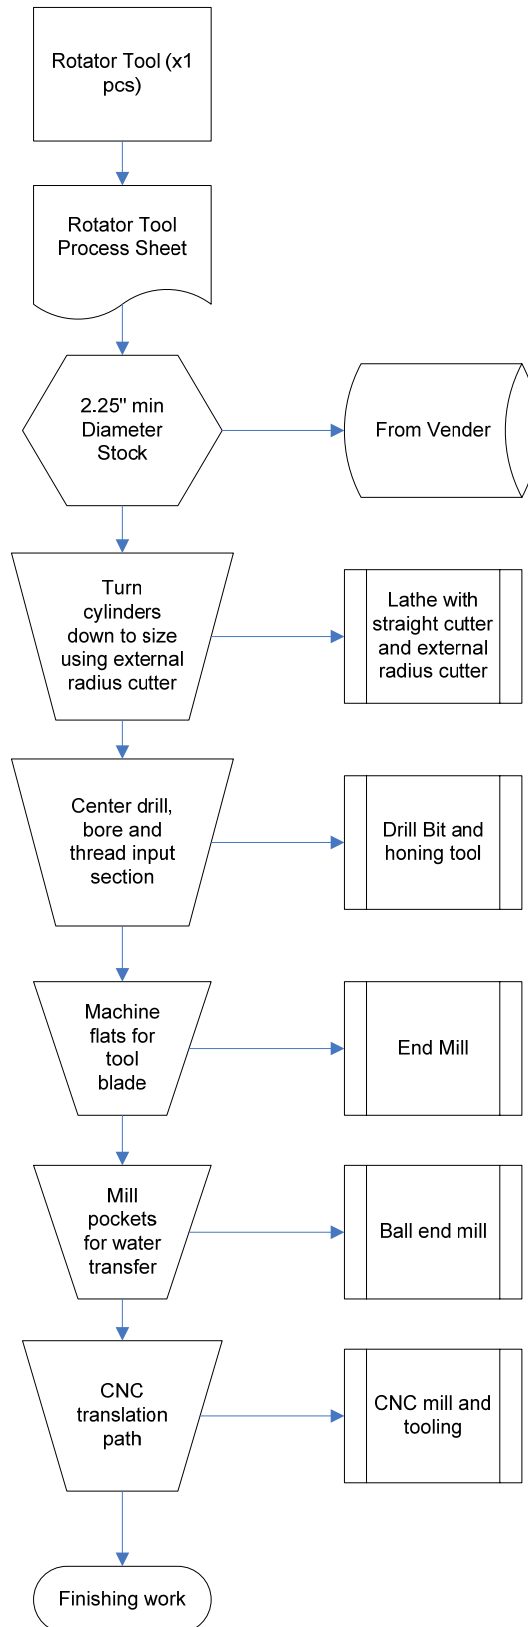 Rotator Tool (x1
pcs)
Rotator Tool
Process Sheet
2.25" min
Diameter
Stock
From Vender
Turn
cylinders
down to size
using external
radius cutter
Lathe with
straight cutter
and external
radius cutter
Center drill,
bore and
thread input
section
Drill Bit and
honing tool
Machine
flats for
tool
blade
End Mill
Mill
pockets
for water
transfer
Ball end mill
CNC
translation
path
CNC mill and
tooling
Finishing work